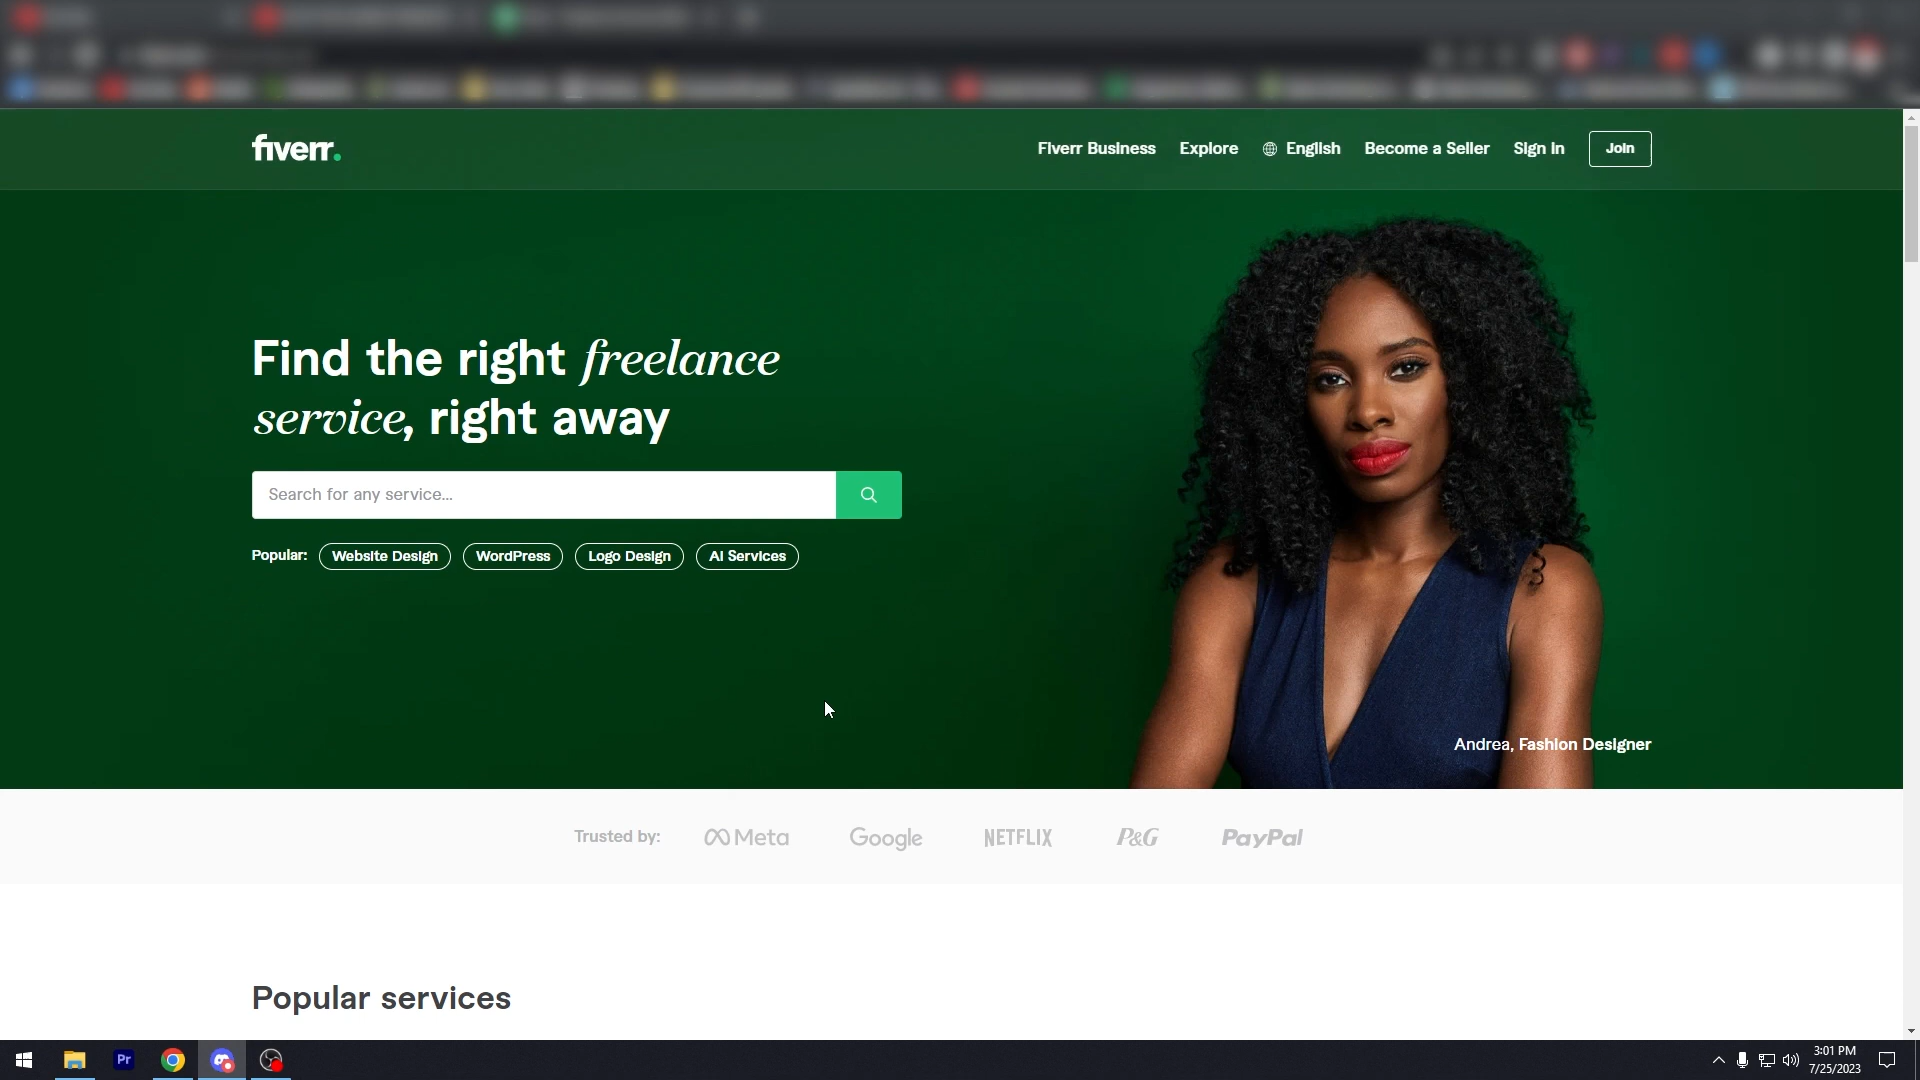 fiverr.
Fiverr Business Explore English Become a Seller Sign in Join
Find the right freelance
service, right away
Search for any service...
Popular: Website Design WordPress Logo Design AI Services
Andrea, Fashion Designer
Trusted by: Meta Google NETFLIX P&G PayPal
Popular services
Pr
3:01 PM
7/25/2023